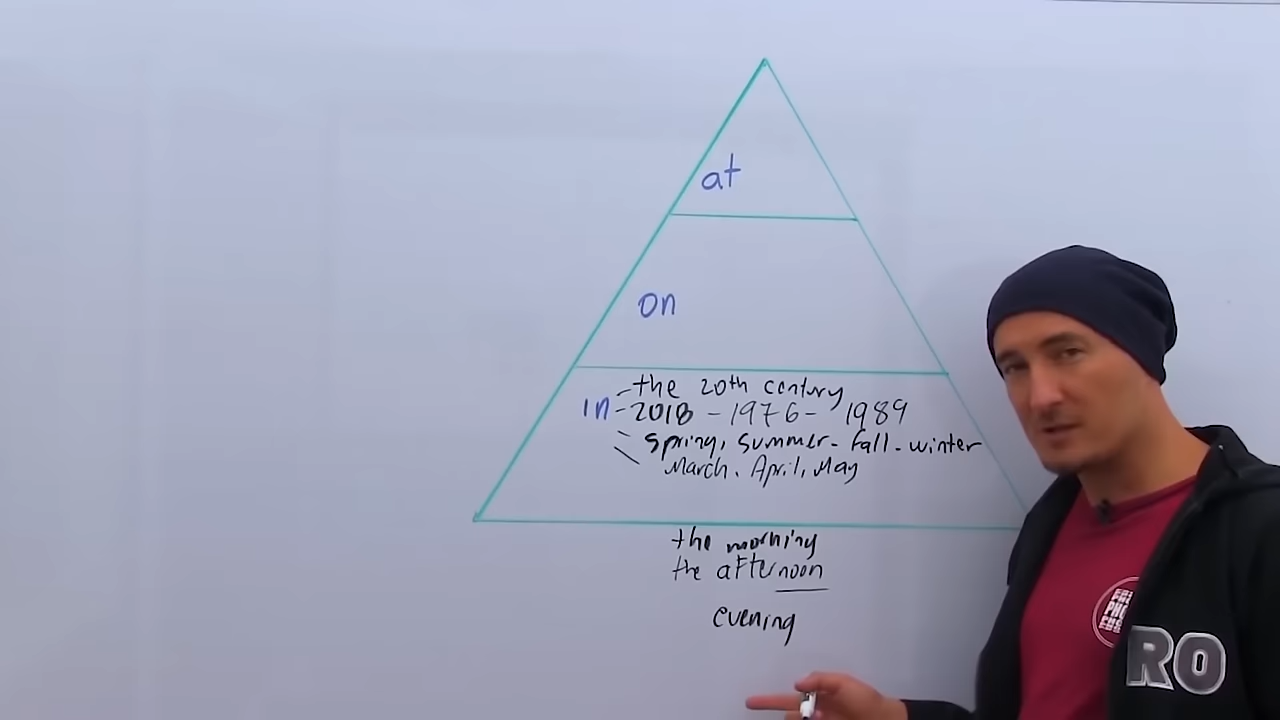 at
on
the 20th century
in - 2018 - 1976 - 1989
spring, summer - fall - winter
March. April, May
the morning
the afternoon
evening
RO